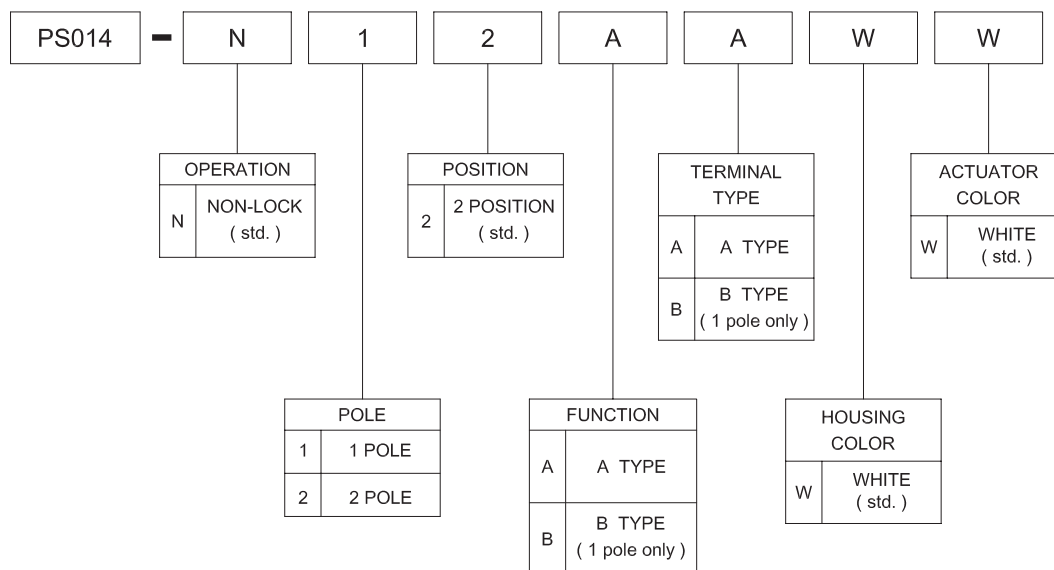 PS014 - N 1 2 A A W W
OPERATION
N NON-LOCK
( std. )
POSITION
2 2 POSITION
( std. )
TERMINAL
TYPE
A A TYPE
B B TYPE
( 1 pole only )
ACTUATOR
COLOR
W WHITE
( std. )
POLE
1 1 POLE
2 2 POLE
FUNCTION
A A TYPE
B B TYPE
( 1 pole only )
HOUSING
COLOR
W WHITE
( std. )